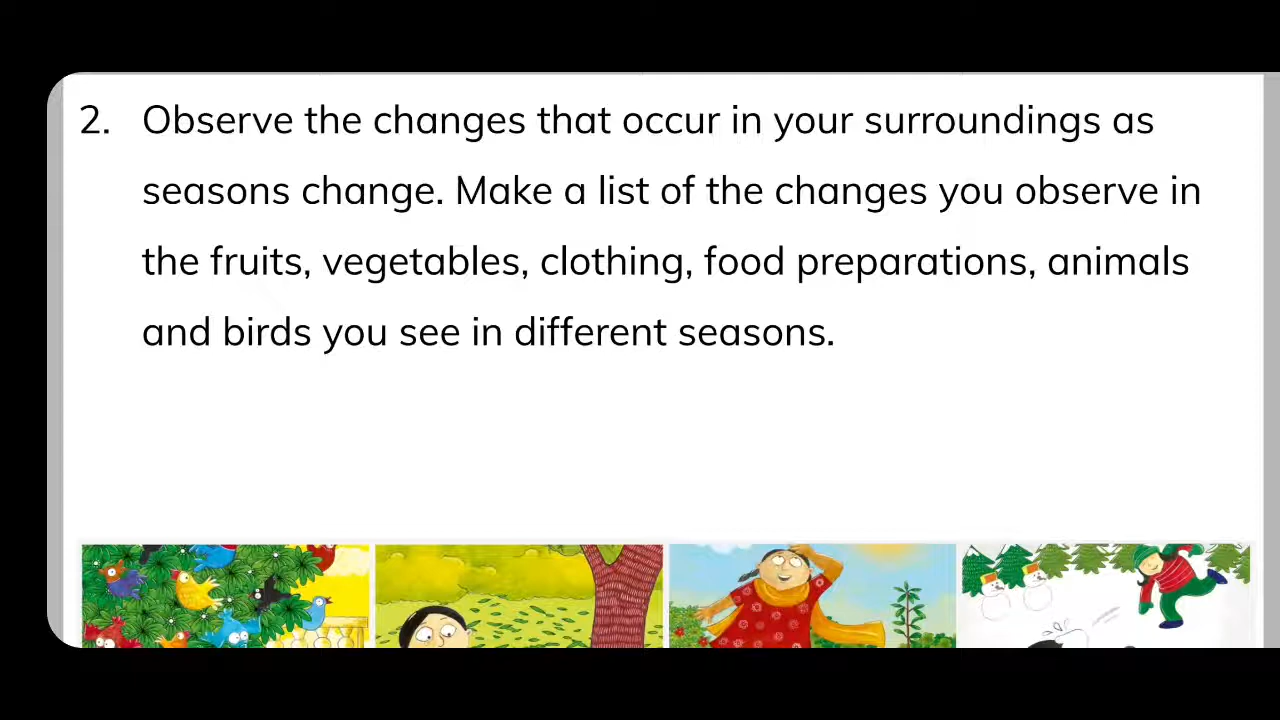 2. Observe the changes that occur in your surroundings as
seasons change. Make a list of the changes you observe in
the fruits, vegetables, clothing, food preparations, animals
and birds you see in different seasons.